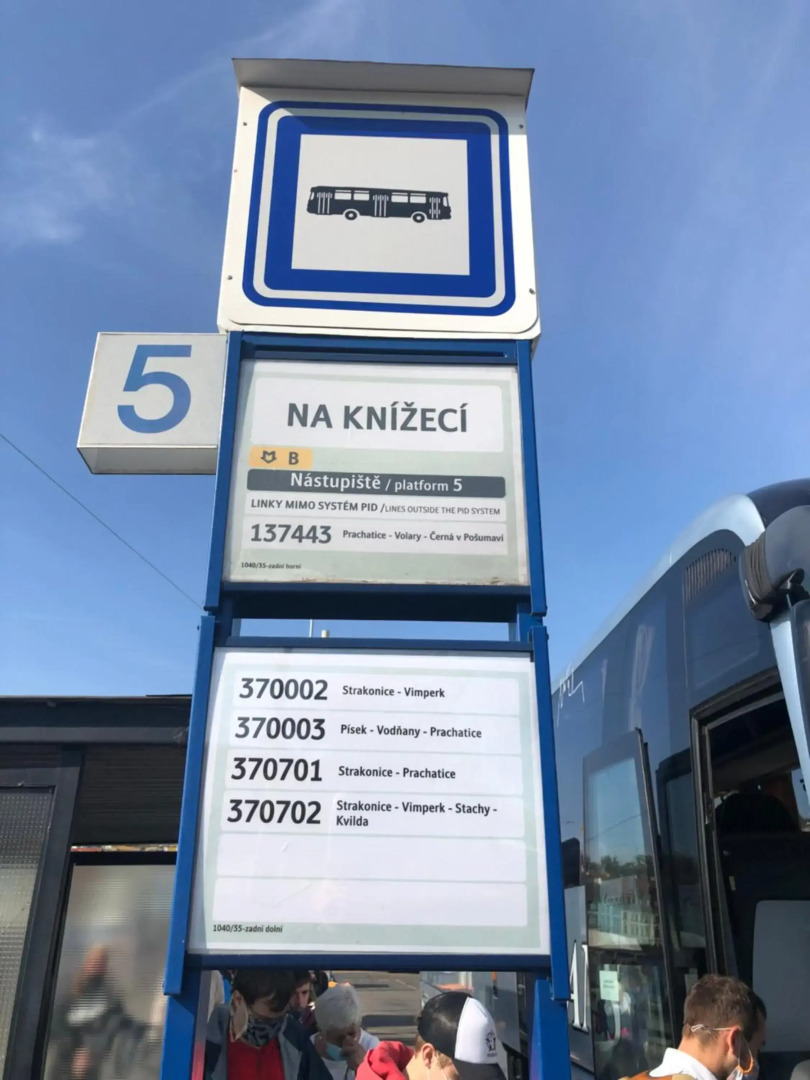 5
NA KNÍŽECÍ
B
Nástupiště / platform 5
LINKY MIMO SYSTÉM PID /LINES OUTSIDE THE PID SYSTEM
137443 Prachatice - Volary - Černá v Pošumaví
1040/35-zadní horní
370002 Strakonice - Vimperk
370003 Písek - Vodňany - Prachatice
370701 Strakonice - Prachatice
370702 Strakonice - Vimperk - Stachy -
Kvilda
1040/35-zadní dolní